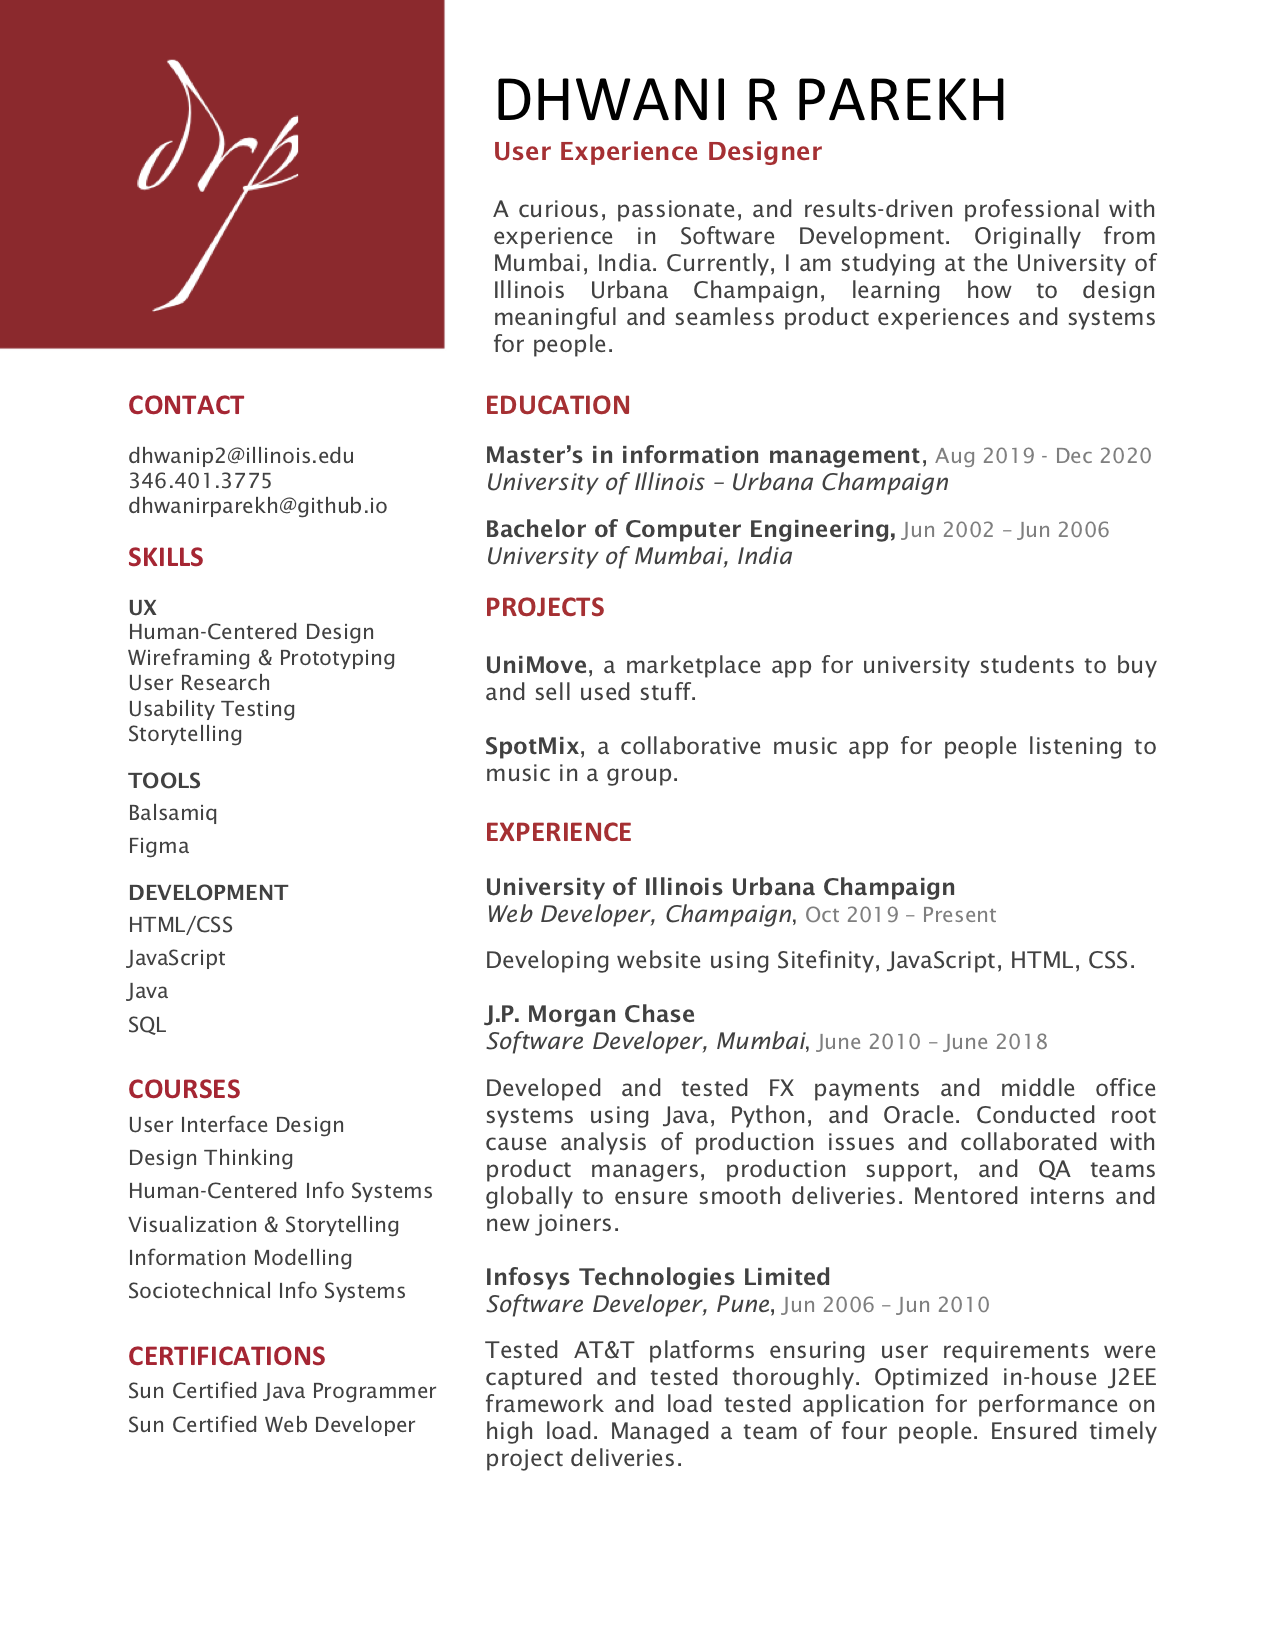 drp
DHWANI R PAREKH
User Experience Designer
A curious, passionate, and results-driven professional with
experience in Software Development. Originally from
Mumbai, India. Currently, I am studying at the University of
Illinois Urbana Champaign, learning how to design
meaningful and seamless product experiences and systems
for people.
CONTACT
dhwanip2@illinois.edu
346.401.3775
dhwanirparekh@github.io
SKILLS
UX
Human-Centered Design
Wireframing & Prototyping
User Research
Usability Testing
Storytelling
TOOLS
Balsamiq
Figma
DEVELOPMENT
HTML/CSS
JavaScript
Java
SQL
COURSES
User Interface Design
Design Thinking
Human-Centered Info Systems
Visualization & Storytelling
Information Modelling
Sociotechnical Info Systems
CERTIFICATIONS
Sun Certified Java Programmer
Sun Certified Web Developer
EDUCATION
Master’s in information management, Aug 2019 - Dec 2020
University of Illinois – Urbana Champaign
Bachelor of Computer Engineering, Jun 2002 – Jun 2006
University of Mumbai, India
PROJECTS
UniMove, a marketplace app for university students to buy
and sell used stuff.
SpotMix, a collaborative music app for people listening to
music in a group.
EXPERIENCE
University of Illinois Urbana Champaign
Web Developer, Champaign, Oct 2019 – Present
Developing website using Sitefinity, JavaScript, HTML, CSS.
J.P. Morgan Chase
Software Developer, Mumbai, June 2010 – June 2018
Developed and tested FX payments and middle office
systems using Java, Python, and Oracle. Conducted root
cause analysis of production issues and collaborated with
product managers, production support, and QA teams
globally to ensure smooth deliveries. Mentored interns and
new joiners.
Infosys Technologies Limited
Software Developer, Pune, Jun 2006 – Jun 2010
Tested AT&T platforms ensuring user requirements were
captured and tested thoroughly. Optimized in-house J2EE
framework and load tested application for performance on
high load. Managed a team of four people. Ensured timely
project deliveries.